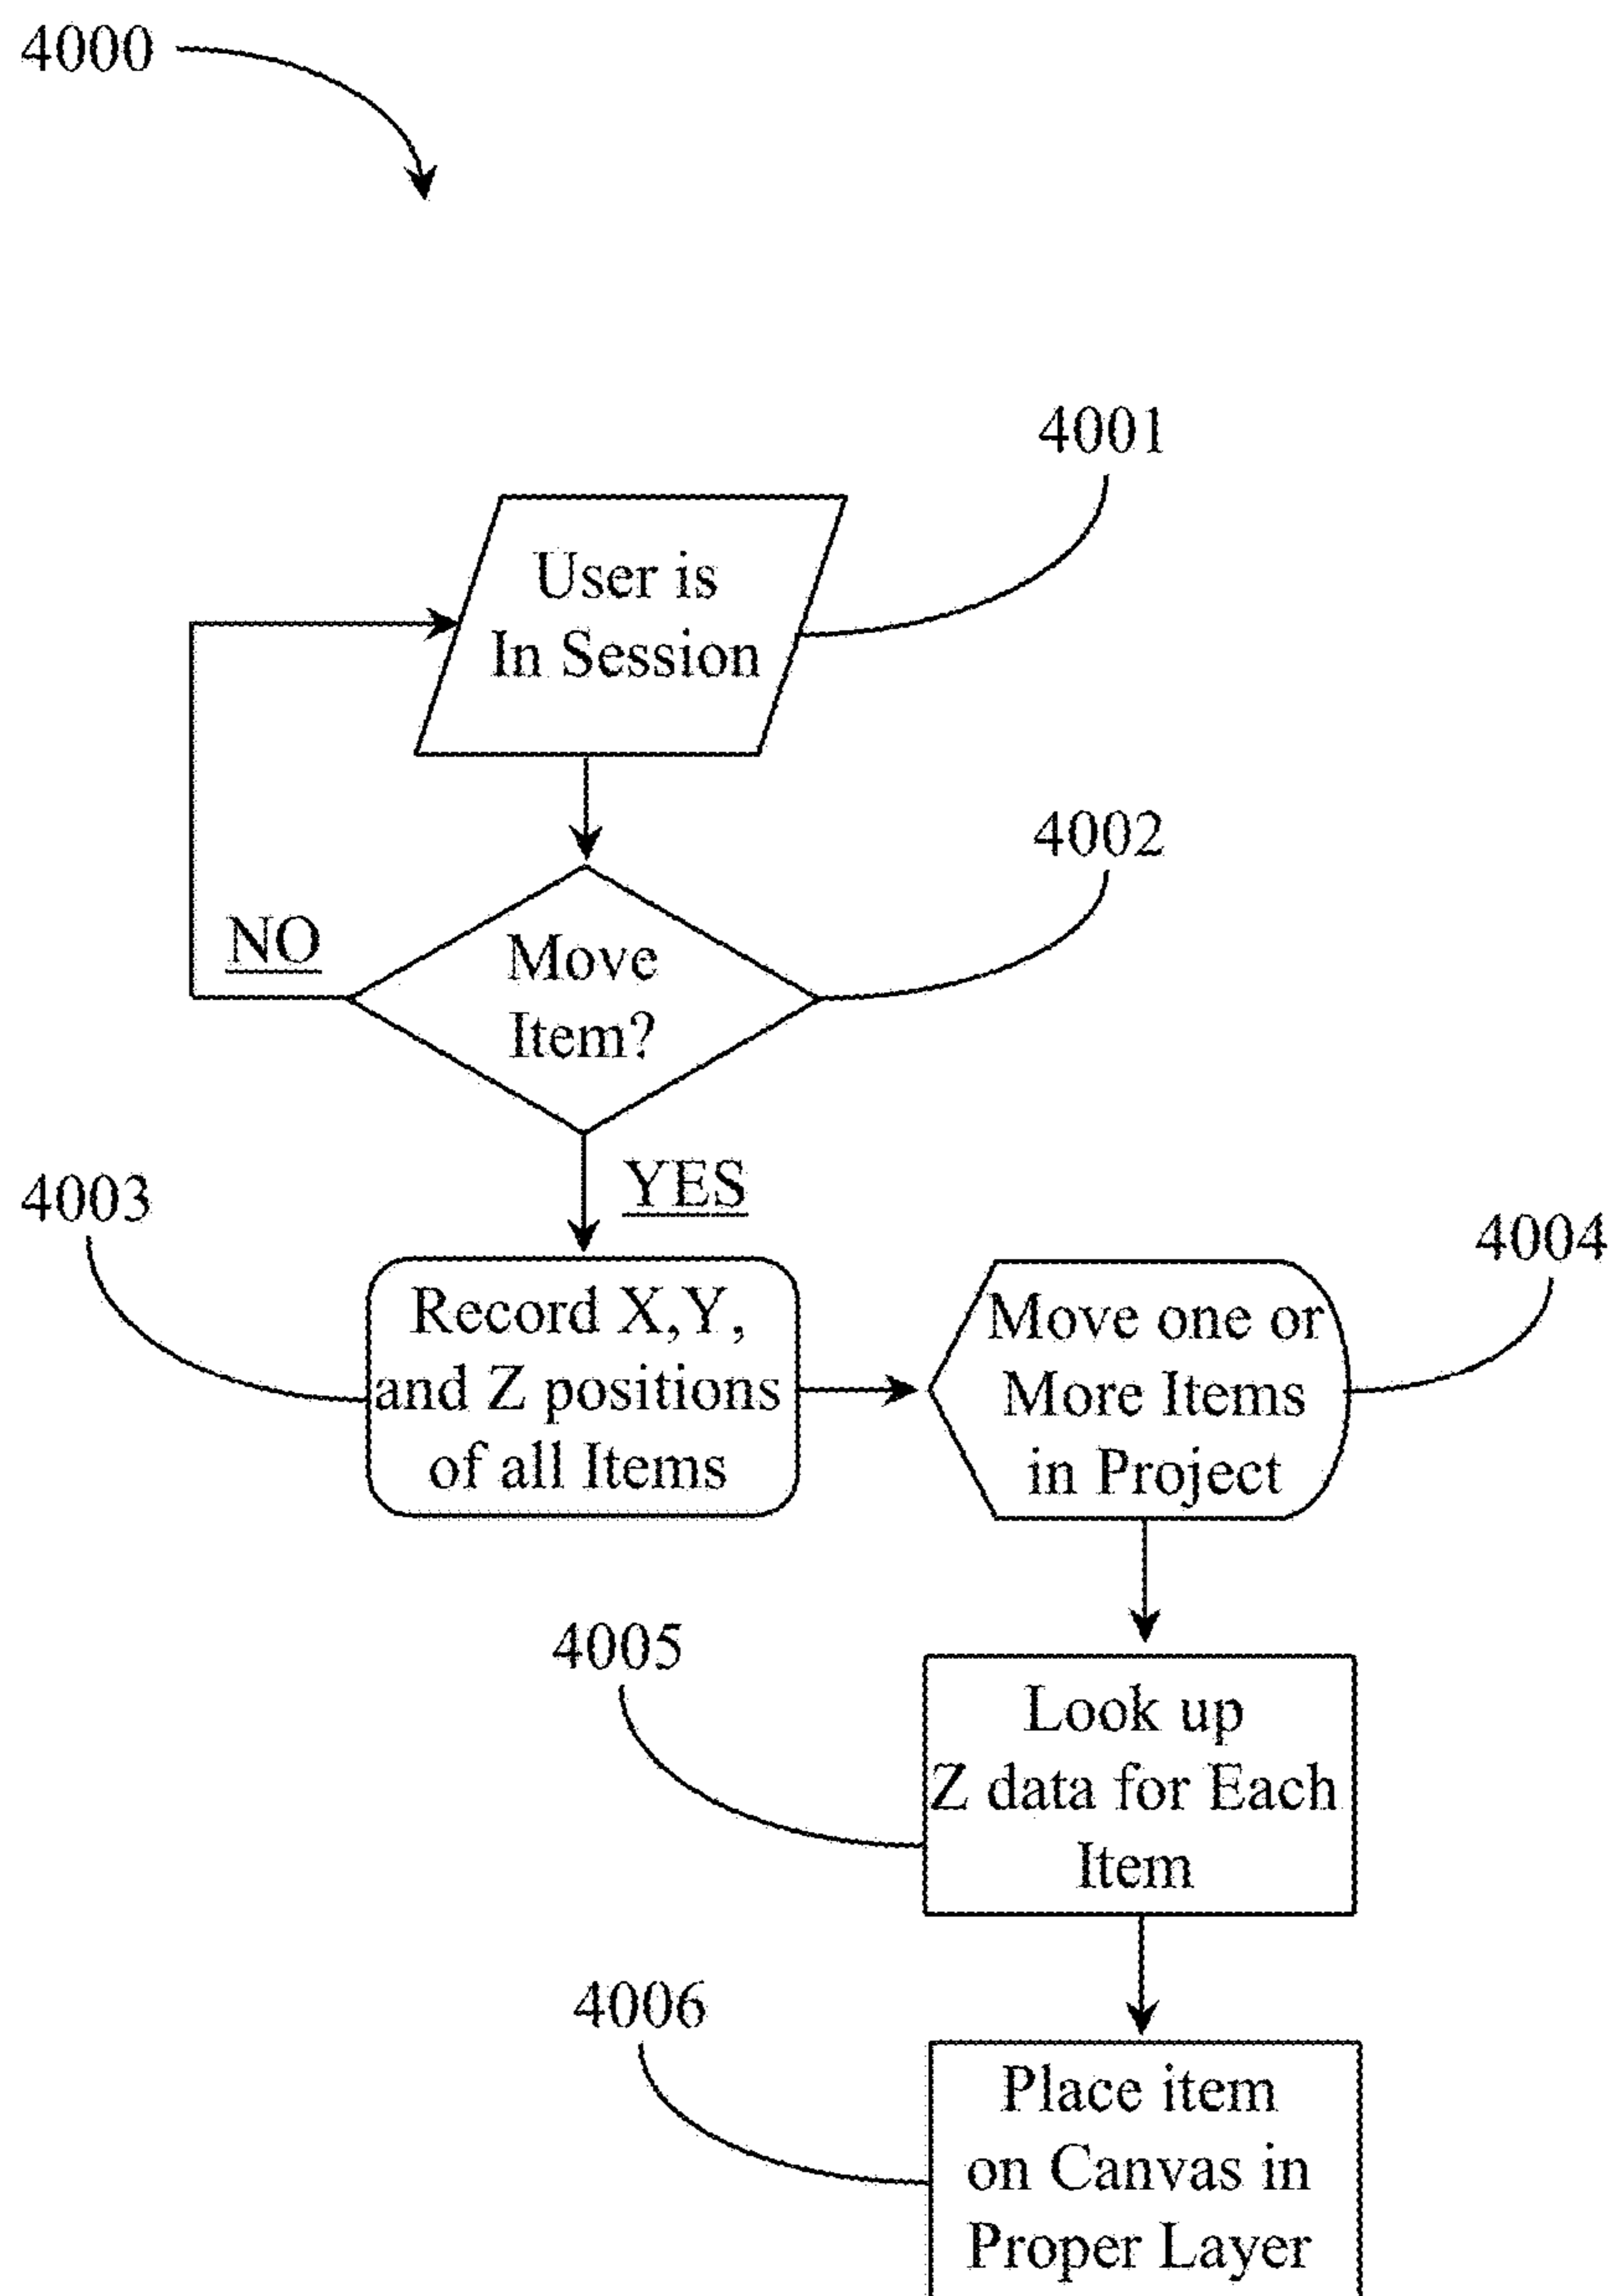 4000
4001
User is
In Session
4002
NO
Move
Item?
YES
4003
4004
Record X,Y,
and Z positions
of all Items
Move one or
More Items
in Project
4005
Look up
Z data for Each
Item
4006
Place item
on Canvas in
Proper Layer